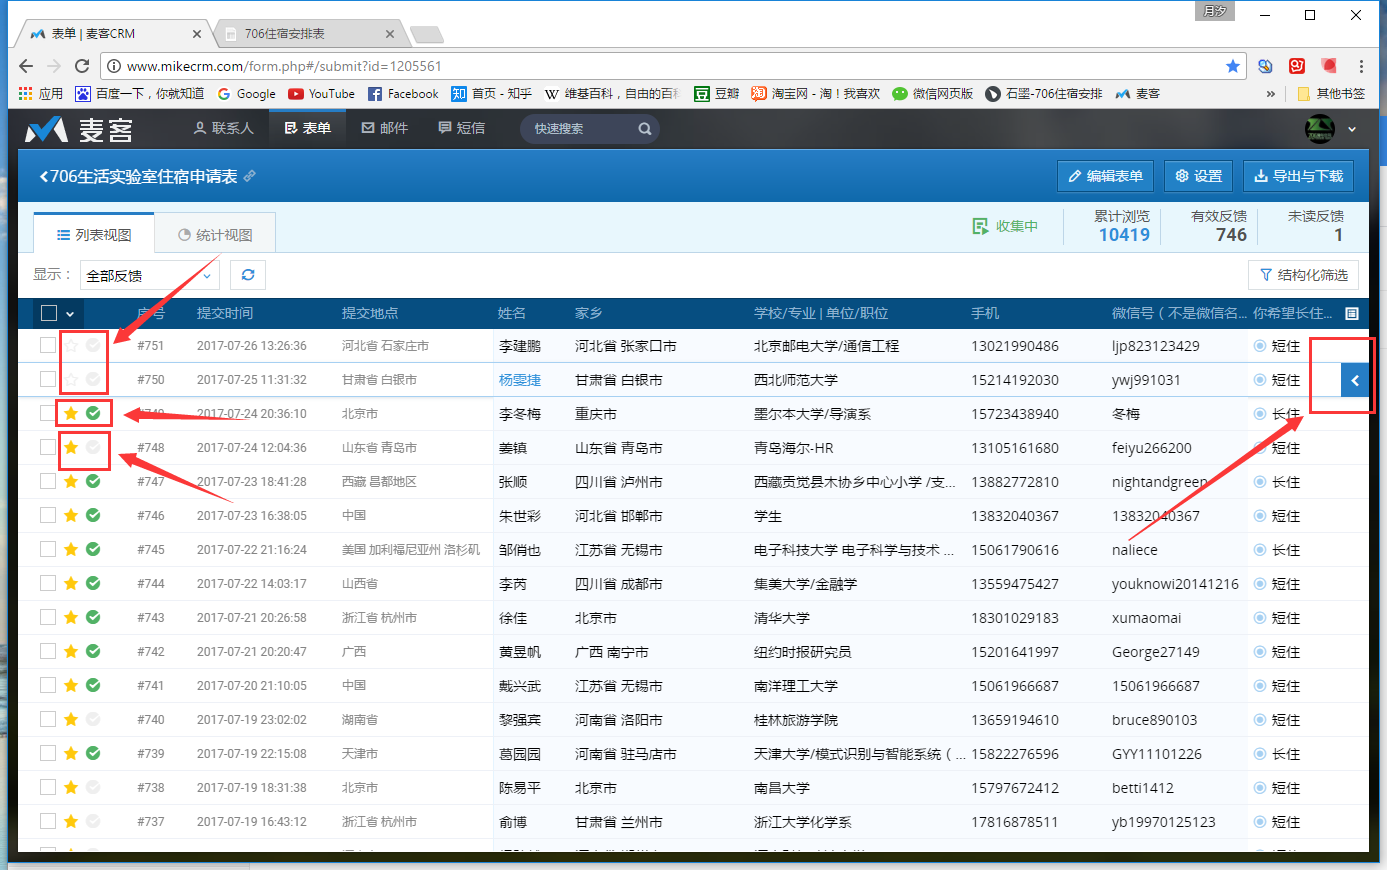 月汐
表单 | 麦客CRM
706住宿安排表
www.mikecrm.com/form.php#/submit?id=1205561
应用 百度一下，你就知道 Google YouTube Facebook 知 首页 - 知乎 W 维基百科，自由的百科 豆 豆瓣 淘 淘宝网 - 淘！我喜欢 微信网页版 石墨-706住宿安排 麦客 » 其他书签
麦客 联系人 表单 邮件 短信 快速搜索
706生活实验室住宿申请表 编辑表单 设置 导出与下载
列表视图 统计视图 收集中 累计浏览 有效反馈 未读反馈
10419 746 1
显示： 全部反馈 结构化筛选
序号 提交时间 提交地点 姓名 家乡 学校/专业 | 单位/职位 手机 微信号（不是微信名... 你希望长住...
#751 2017-07-26 13:26:36 河北省 石家庄市 李建鹏 河北省 张家口市 北京邮电大学/通信工程 13021990486 ljp823123429 短住
#750 2017-07-25 11:31:32 甘肃省 白银市 杨雯捷 甘肃省 白银市 西北师范大学 15214192030 ywj991031 短住
#749 2017-07-24 20:36:10 北京市 李冬梅 重庆市 墨尔本大学/导演系 15723438940 冬梅 长住
#748 2017-07-24 12:04:36 山东省 青岛市 姜镇 山东省 青岛市 青岛海尔-HR 13105161680 feiyu266200 短住
#747 2017-07-23 18:41:28 西藏 昌都地区 张顺 四川省 泸州市 西藏贡觉县木协乡中心小学 /支... 13882772810 nightandgreen 长住
#746 2017-07-23 16:38:05 中国 朱世彩 河北省 邯郸市 学生 13832040367 13832040367 短住
#745 2017-07-22 21:16:24 美国 加利福尼亚州 洛杉矶 邹俏也 江苏省 无锡市 电子科技大学 电子科学与技术 ... 15061790616 naliece 长住
#744 2017-07-22 14:03:17 山西省 李芮 四川省 成都市 集美大学/金融学 13559475427 youknowi20141216 短住
#743 2017-07-21 20:26:58 浙江省 杭州市 徐佳 北京市 清华大学 18301029183 xumaomai 短住
#742 2017-07-21 20:20:47 广西 黄昱帆 广西 南宁市 纽约时报研究员 15201641997 George27149 短住
#741 2017-07-20 21:10:05 中国 戴兴武 江苏省 无锡市 南洋理工大学 15061966687 15061966687 短住
#740 2017-07-19 23:02:02 湖南省 黎强宾 河南省 洛阳市 桂林旅游学院 13659194610 bruce890103 短住
#739 2017-07-19 22:15:08 天津市 葛园园 河南省 驻马店市 天津大学/模式识别与智能系统（... 15822276596 GYY11101226 长住
#738 2017-07-19 18:31:38 北京市 陈易平 北京市 南昌大学 15797672412 betti1412 短住
#737 2017-07-19 16:43:12 浙江省 杭州市 俞博 甘肃省 兰州市 浙江大学化学系 17816878511 yb19970125123 短住